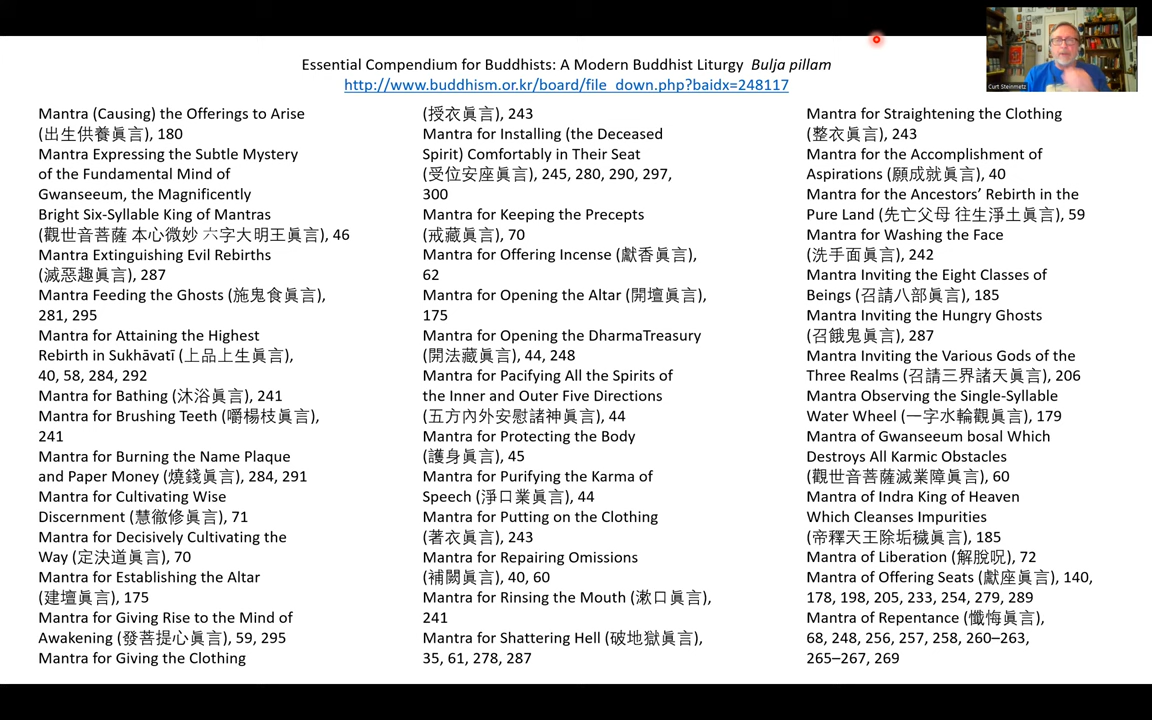 Essential Compendium for Buddhists: A Modern Buddhist Liturgy Bulja pillam
http://www.buddhism.or.kr/board/file_down.php?baidx=248117
Curt Steinmetz
Mantra (Causing) the Offerings to Arise
(出生供養眞言), 180
Mantra Expressing the Subtle Mystery
of the Fundamental Mind of
Gwanseeum, the Magnificently
Bright Six-Syllable King of Mantras
(觀世音菩薩 本心微妙 六字大明王眞言), 46
Mantra Extinguishing Evil Rebirths
(滅惡趣眞言), 287
Mantra Feeding the Ghosts (施鬼食眞言),
281, 295
Mantra for Attaining the Highest
Rebirth in Sukhāvatī (上品上生眞言),
40, 58, 284, 292
Mantra for Bathing (沐浴眞言), 241
Mantra for Brushing Teeth (嚼楊枝眞言),
241
Mantra for Burning the Name Plaque
and Paper Money (燒錢眞言), 284, 291
Mantra for Cultivating Wise
Discernment (慧徹修眞言), 71
Mantra for Decisively Cultivating the
Way (定決道眞言), 70
Mantra for Establishing the Altar
(建壇眞言), 175
Mantra for Giving Rise to the Mind of
Awakening (發菩提心眞言), 59, 295
Mantra for Giving the Clothing
(授衣眞言), 243
Mantra for Installing (the Deceased
Spirit) Comfortably in Their Seat
(受位安座眞言), 245, 280, 290, 297,
300
Mantra for Keeping the Precepts
(戒藏眞言), 70
Mantra for Offering Incense (獻香眞言),
62
Mantra for Opening the Altar (開壇眞言),
175
Mantra for Opening the DharmaTreasury
(開法藏眞言), 44, 248
Mantra for Pacifying All the Spirits of
the Inner and Outer Five Directions
(五方內外安慰諸神眞言), 44
Mantra for Protecting the Body
(護身眞言), 45
Mantra for Purifying the Karma of
Speech (淨口業眞言), 44
Mantra for Putting on the Clothing
(著衣眞言), 243
Mantra for Repairing Omissions
(補闕眞言), 40, 60
Mantra for Rinsing the Mouth (漱口眞言),
241
Mantra for Shattering Hell (破地獄眞言),
35, 61, 278, 287
Mantra for Straightening the Clothing
(整衣眞言), 243
Mantra for the Accomplishment of
Aspirations (願成就眞言), 40
Mantra for the Ancestors’ Rebirth in the
Pure Land (先亡父母 往生淨土眞言), 59
Mantra for Washing the Face
(洗手面眞言), 242
Mantra Inviting the Eight Classes of
Beings (召請八部眞言), 185
Mantra Inviting the Hungry Ghosts
(召餓鬼眞言), 287
Mantra Inviting the Various Gods of the
Three Realms (召請三界諸天眞言), 206
Mantra Observing the Single-Syllable
Water Wheel (一字水輪觀眞言), 179
Mantra of Gwanseeum bosal Which
Destroys All Karmic Obstacles
(觀世音菩薩滅業障眞言), 60
Mantra of Indra King of Heaven
Which Cleanses Impurities
(帝釋天王除垢穢眞言), 185
Mantra of Liberation (解脫呪), 72
Mantra of Offering Seats (獻座眞言), 140,
178, 198, 205, 233, 254, 279, 289
Mantra of Repentance (懺悔眞言),
68, 248, 256, 257, 258, 260–263,
265–267, 269